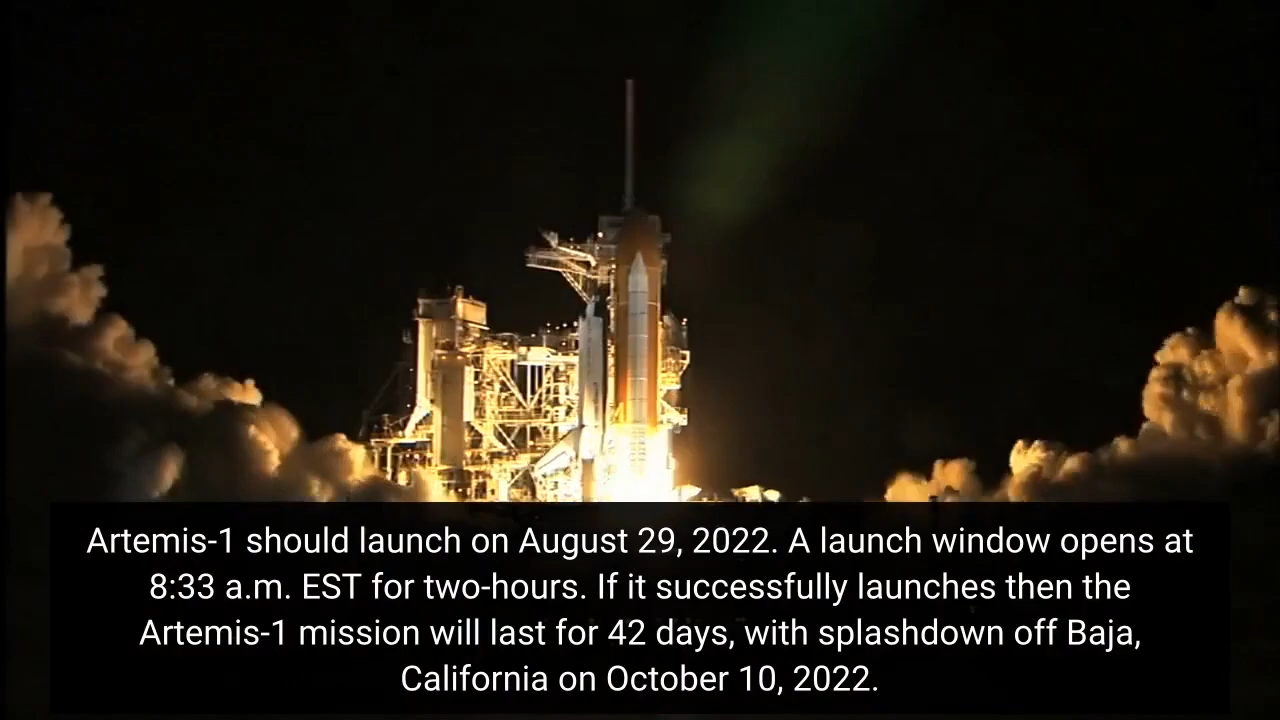 Artemis-1 should launch on August 29, 2022. A launch window opens at
8:33 a.m. EST for two-hours. If it successfully launches then the
Artemis-1 mission will last for 42 days, with splashdown off Baja,
California on October 10, 2022.